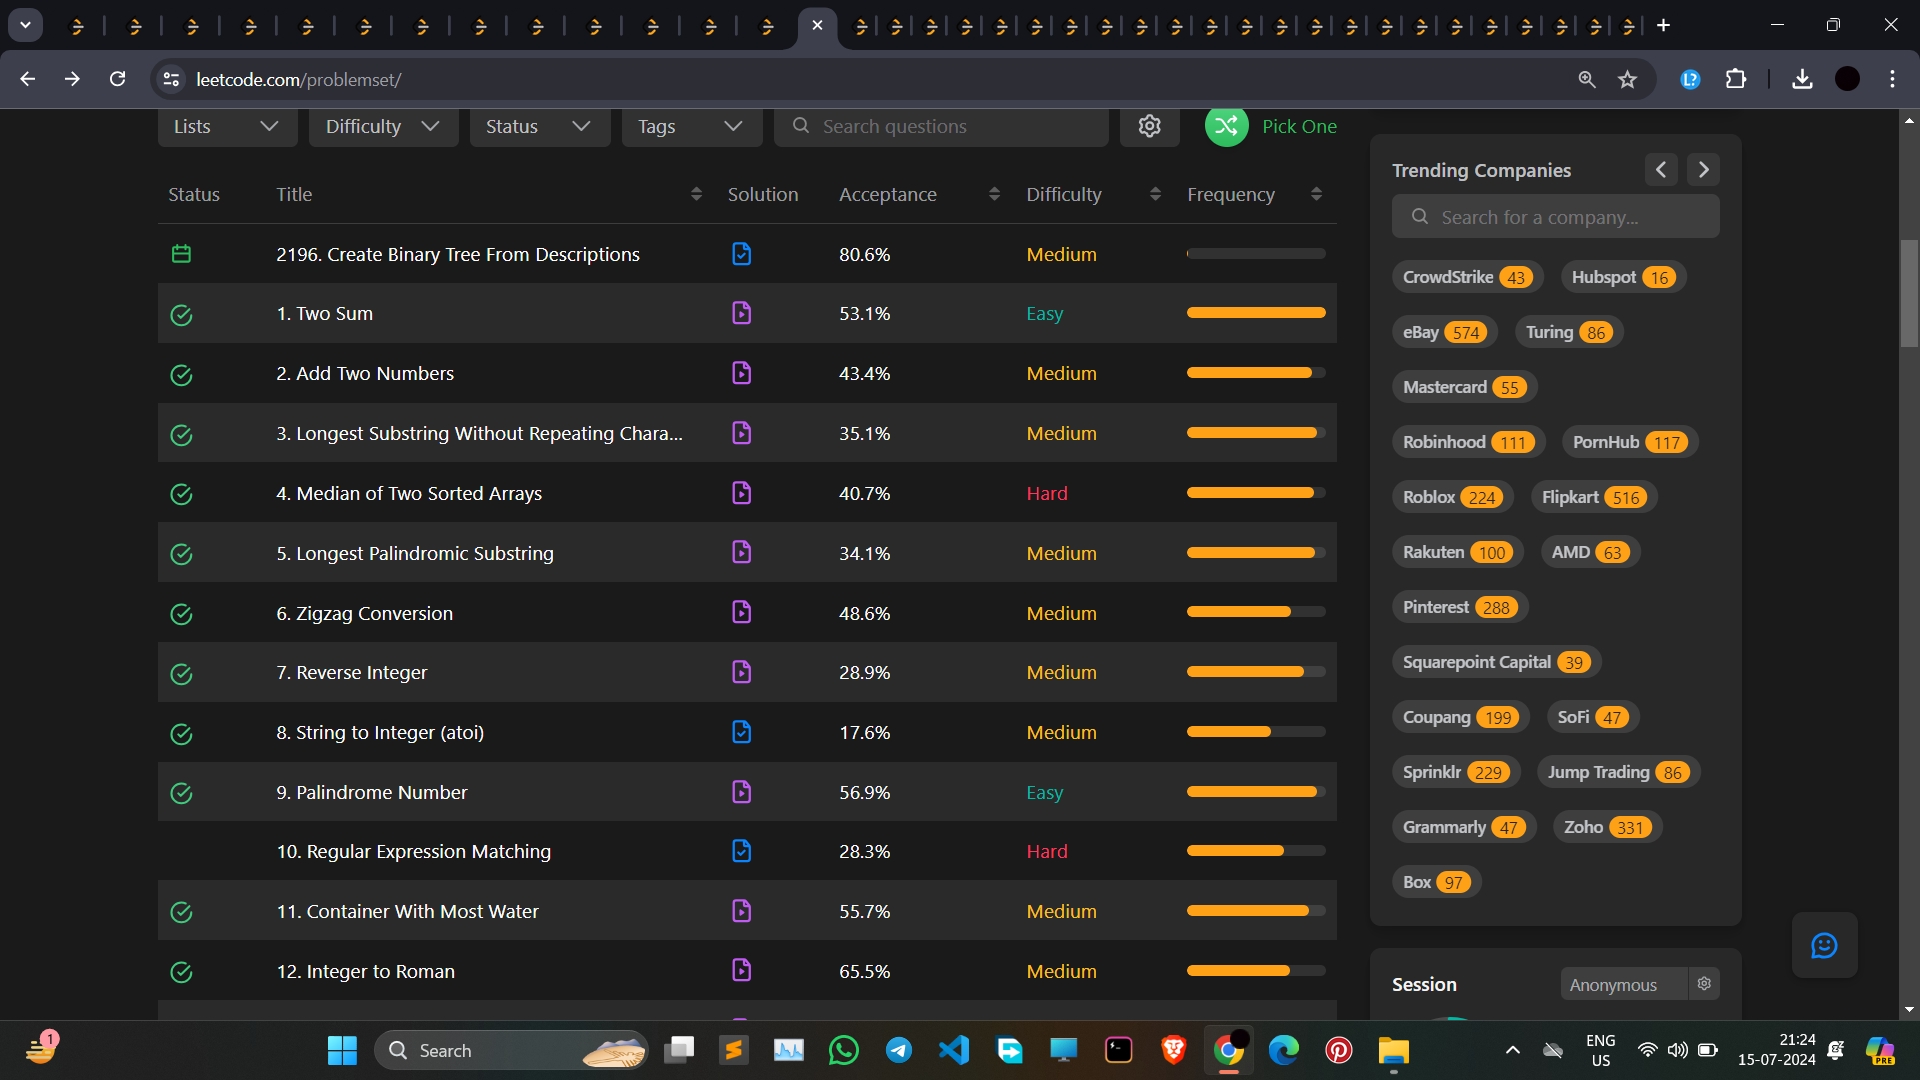 leetcode.com/problemset/
Lists Difficulty Status Tags Search questions Pick One
Status Title Solution Acceptance Difficulty Frequency
2196. Create Binary Tree From Descriptions 80.6% Medium
1. Two Sum 53.1% Easy
2. Add Two Numbers 43.4% Medium
3. Longest Substring Without Repeating Chara... 35.1% Medium
4. Median of Two Sorted Arrays 40.7% Hard
5. Longest Palindromic Substring 34.1% Medium
6. Zigzag Conversion 48.6% Medium
7. Reverse Integer 28.9% Medium
8. String to Integer (atoi) 17.6% Medium
9. Palindrome Number 56.9% Easy
10. Regular Expression Matching 28.3% Hard
11. Container With Most Water 55.7% Medium
12. Integer to Roman 65.5% Medium
Trending Companies
Search for a company...
CrowdStrike 43 Hubspot 16
eBay 574 Turing 86
Mastercard 55
Robinhood 111 PornHub 117
Roblox 224 Flipkart 516
Rakuten 100 AMD 63
Pinterest 288
Squarepoint Capital 39
Coupang 199 SoFi 47
Sprinklr 229 Jump Trading 86
Grammarly 47 Zoho 331
Box 97
Session Anonymous
1 Search ENG 21:24
US 15-07-2024 PRE